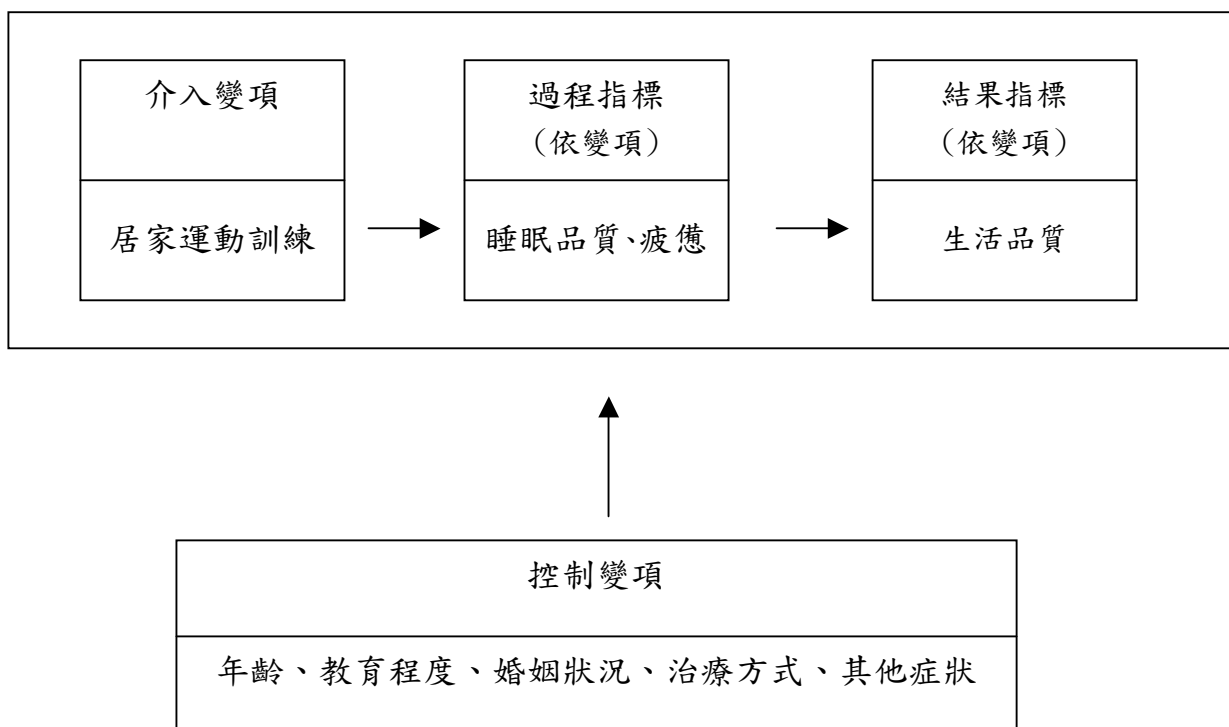 介入變項
居家運動訓練
過程指標
（依變項）
睡眠品質、疲憊
結果指標
（依變項）
生活品質
控制變項
年齡、教育程度、婚姻狀況、治療方式、其他症狀